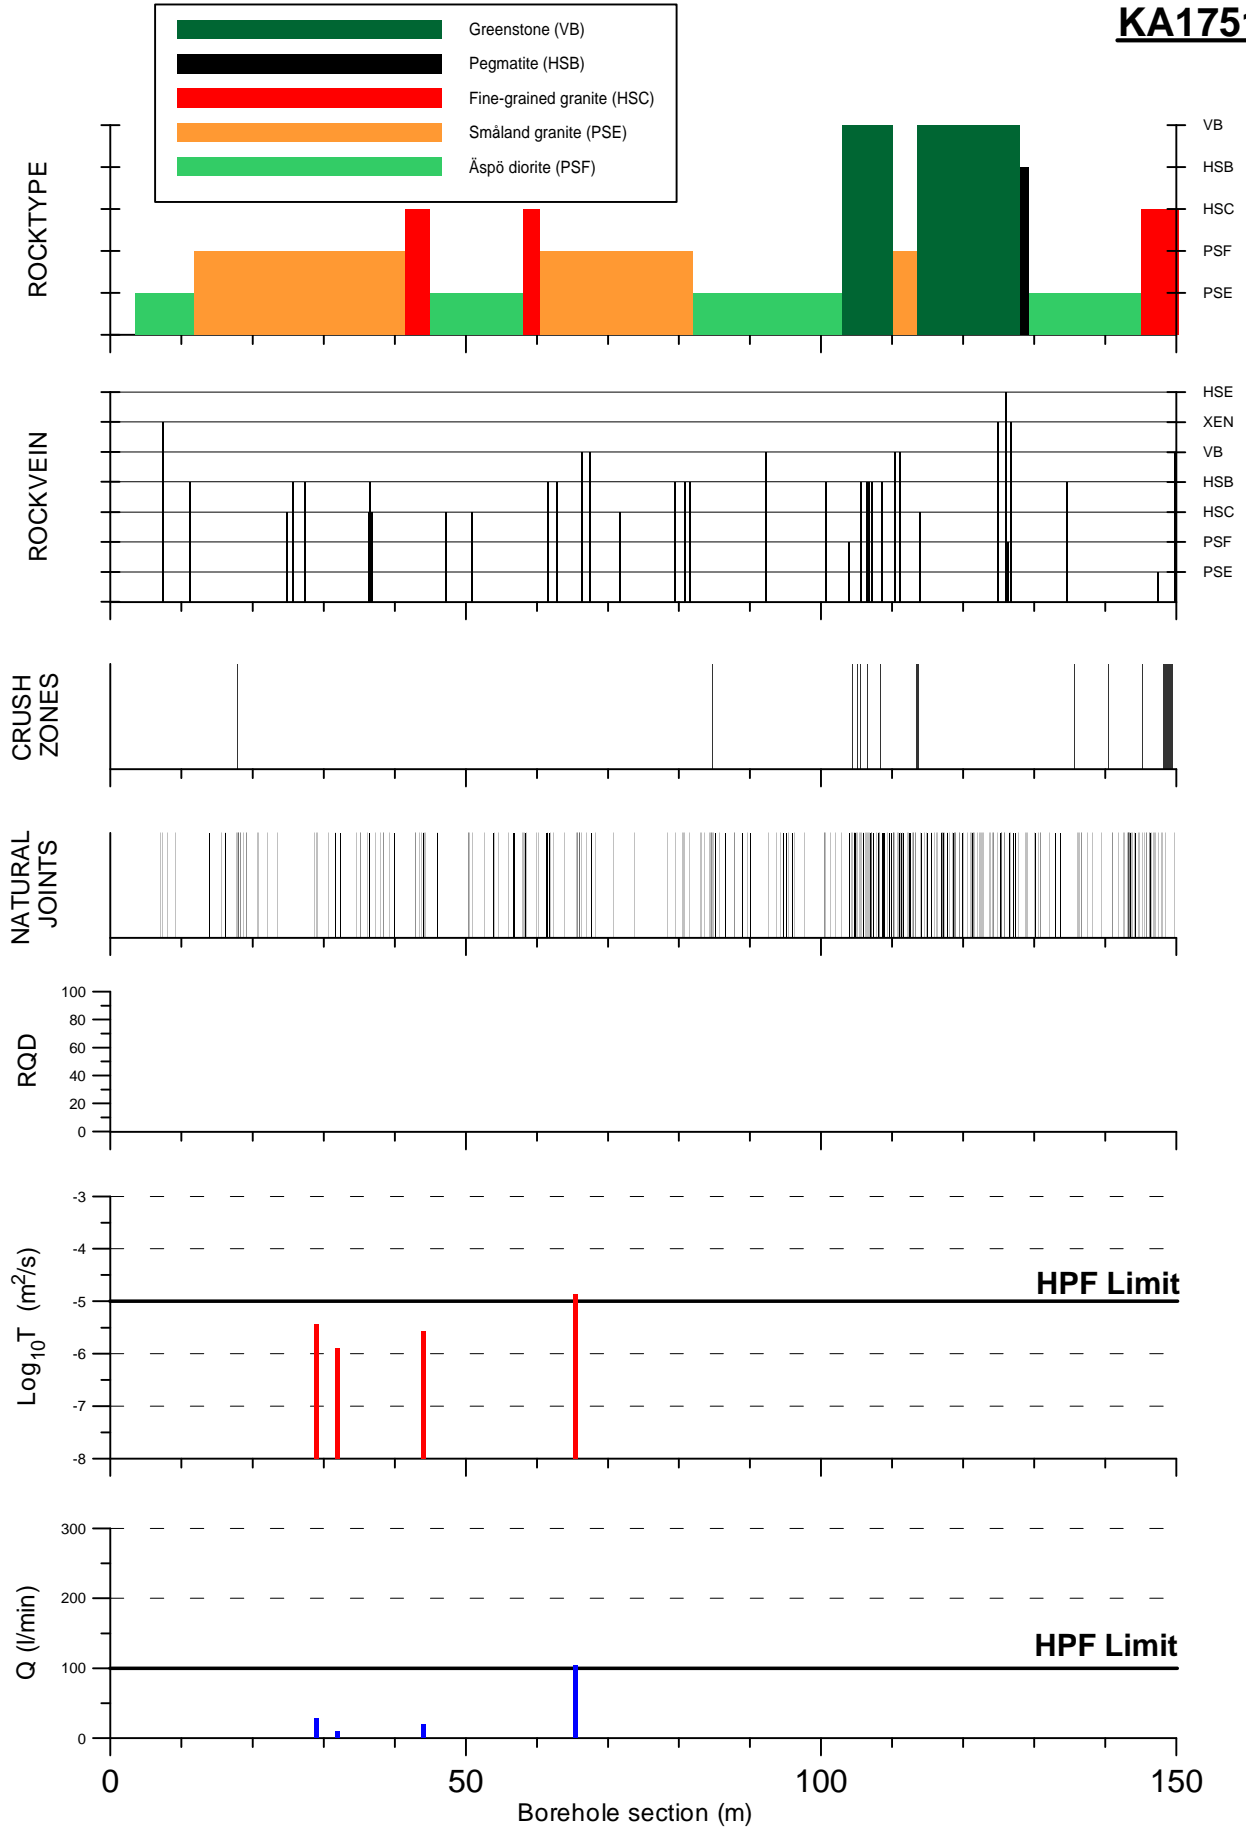 KA175
Greenstone (VB)
Pegmatite (HSB)
Fine-grained granite (HSC)
Småland granite (PSE)
Äspö diorite (PSF)
ROCKTYPE
VB
HSB
HSC
PSF
PSE
ROCKVEIN
HSE
XEN
VB
HSB
HSC
PSF
PSE
CRUSH
ZONES
NATURAL
JOINTS
RQD
100
80
60
40
20
0
Log10T (m2/s)
-3
-4
-5
-6
-7
-8
HPF Limit
Q (l/min)
300
200
100
0
HPF Limit
0 50 100 150
Borehole section (m)